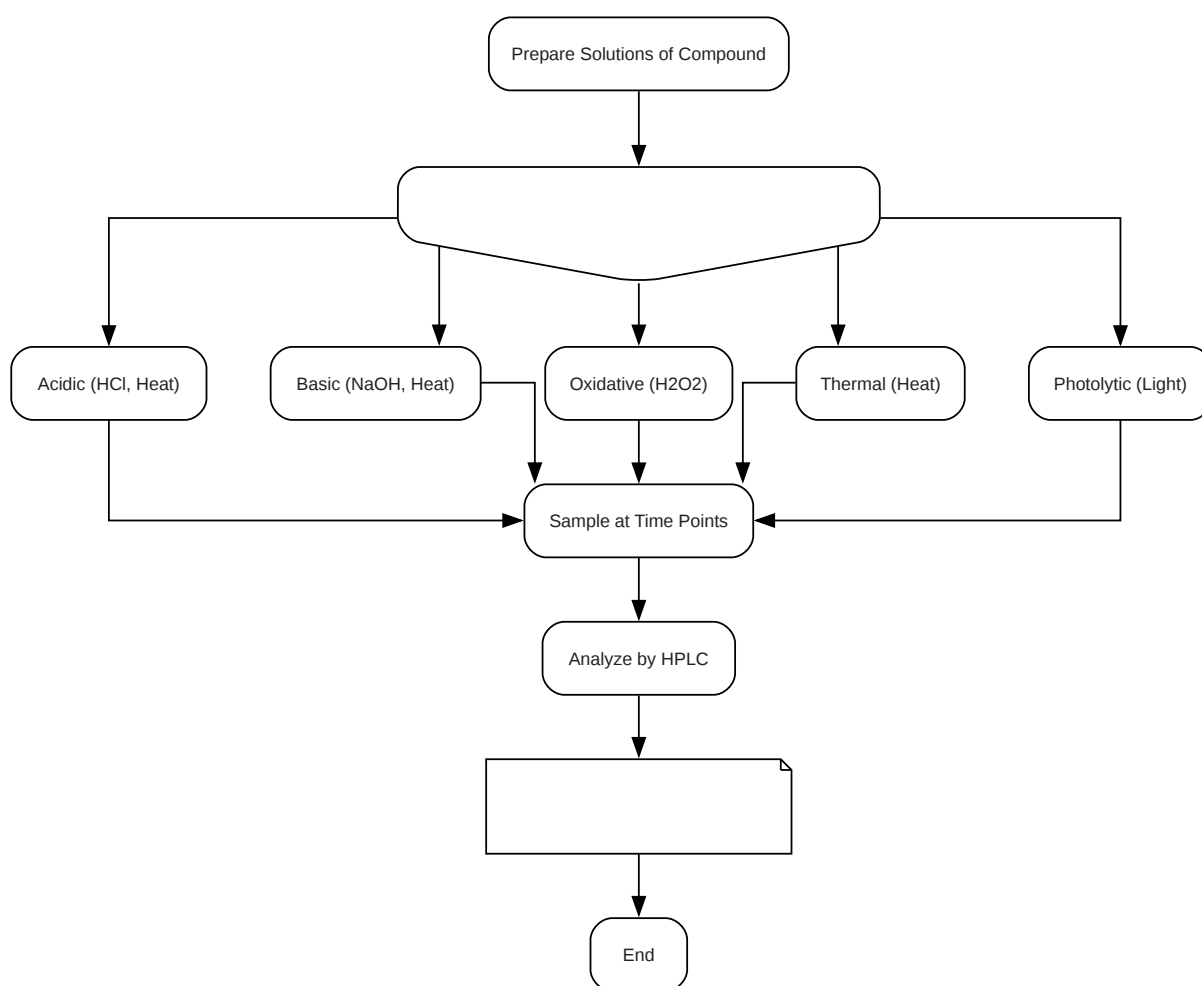 Prepare Solutions of Compound
Acidic (HCl, Heat)
Basic (NaOH, Heat)
Oxidative (H2O2)
Thermal (Heat)
Photolytic (Light)
Sample at Time Points
Analyze by HPLC
End